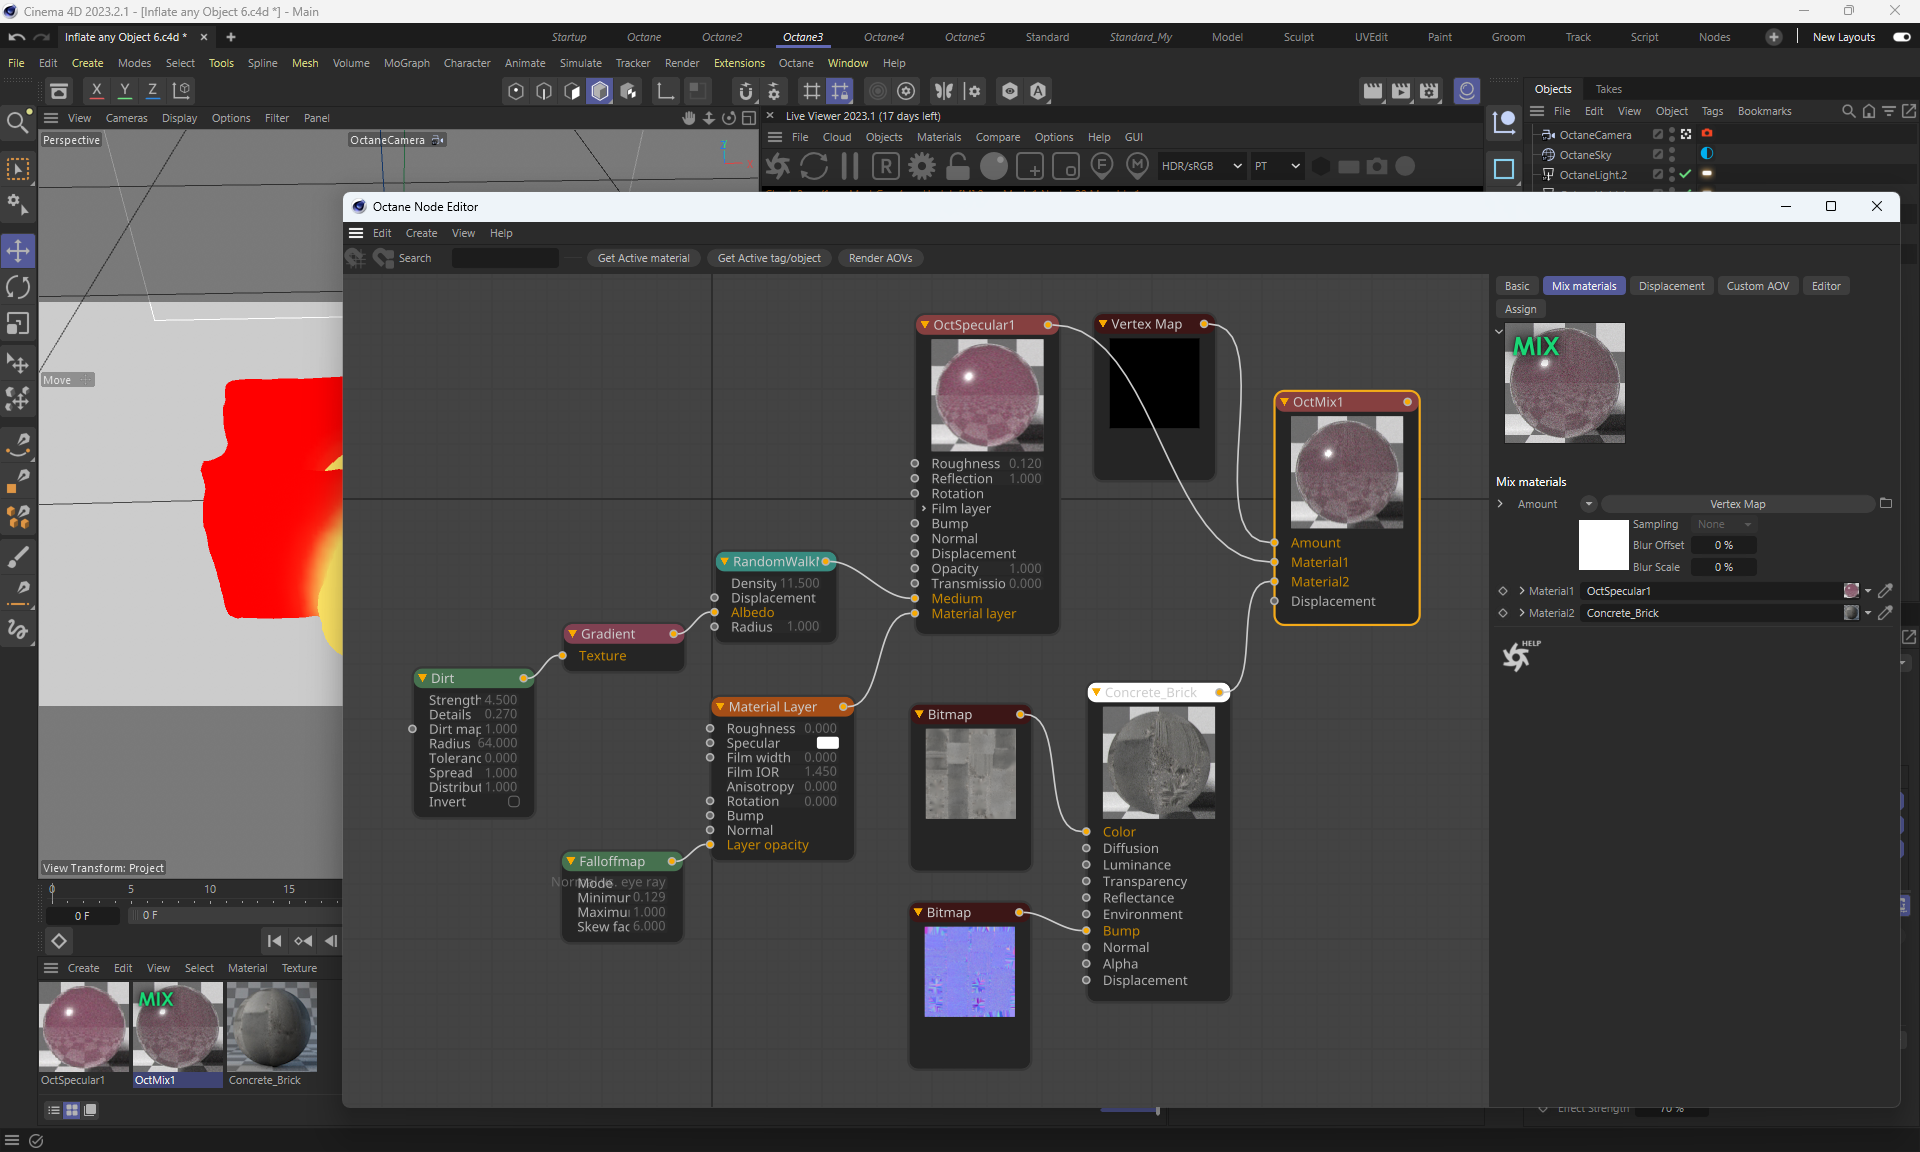 Cinema 4D 2023.2.1 - [Inflate any Object 6.c4d *] - Main
Inflate any Object 6.c4d *
Startup Octane Octane2 Octane3 Octane4 Octane5 Standard Standard_My Model Sculpt UVEdit Paint Groom Track Script Nodes New Layouts
File Edit Create Modes Select Tools Spline Mesh Volume MoGraph Character Animate Simulate Tracker Render Extensions Octane Window Help
X Y Z
Objects Takes
View Cameras Display Options Filter Panel
Live Viewer 2023.1 (17 days left)
File Edit View Object Tags Bookmarks
File Cloud Objects Materials Compare Options Help GUI
OctaneCamera
OctaneSky
OctaneLight.2
HDR/sRGB PT
Perspective OctaneCamera
Octane Node Editor
Edit Create View Help
Search Get Active material Get Active tag/object Render AOVs
Basic Mix materials Displacement Custom AOV Editor
Assign
MIX
Mix materials
Amount Vertex Map
Sampling None
Blur Offset 0 %
Blur Scale 0 %
Material1 OctSpecular1
Material2 Concrete_Brick
HELP
Move
OctSpecular1
Roughness 0.120
Reflection 1.000
Rotation
Film layer
Bump
Normal
Displacement
Opacity 1.000
Transmissio 0.000
Medium
Material layer
Vertex Map
OctMix1
Amount
Material1
Material2
Displacement
RandomWalk
Density 11.500
Displacement
Albedo
Radius 1.000
Gradient
Texture
Dirt
Strength 4.500
Details 0.270
Dirt map 1.000
Radius 64.000
Toleranc 0.000
Spread 1.000
Distribut 1.000
Invert
Material Layer
Roughness 0.000
Specular
Film width 0.000
Film IOR 1.450
Anisotropy 0.000
Rotation 0.000
Bump
Normal
Layer opacity
Falloffmap
Mode eye ray
Minimur 0.129
Maximu 1.000
Skew fac 6.000
Bitmap
Bitmap
Concrete_Brick
Color
Diffusion
Luminance
Transparency
Reflectance
Environment
Bump
Normal
Alpha
Displacement
View Transform: Project
0 5 10 15
0 F 0 F
Create Edit View Select Material Texture
MIX
OctSpecular1 OctMix1 Concrete_Brick
Effect Strength 70 %